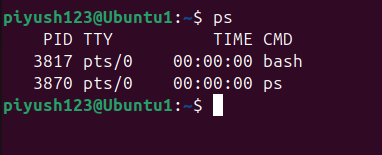 piyush123@Ubuntu1:~$ ps
    PID TTY          TIME CMD
   3817 pts/0    00:00:00 bash
   3870 pts/0    00:00:00 ps
piyush123@Ubuntu1:~$